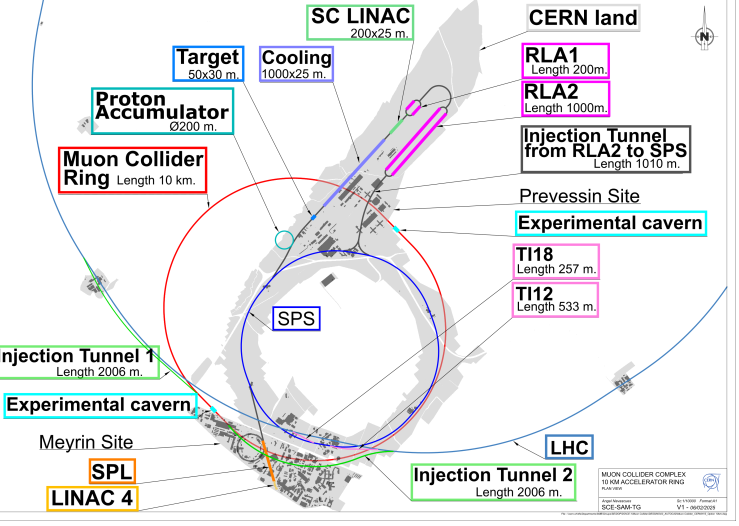 SC LINAC
200x25 m.
CERN land
N
Target
50x30 m.
Cooling
1000x25 m.
RLA1
Length 200m.
RLA2
Length 1000m.
Proton
Accumulator
Ø200 m.
Injection Tunnel
from RLA2 to SPS
Length 1010 m.
Muon Collider
Ring Length 10 km.
Prevessin Site
Experimental cavern
TI18
Length 257 m.
TI12
Length 533 m.
SPS
Injection Tunnel 1
Length 2006 m.
Experimental cavern
Meyrin Site
LHC
SPL
LINAC 4
Injection Tunnel 2
Length 2006 m.
MUON COLLIDER COMPLEX
10 KM ACCELERATOR RING
PLAN VIEW
CERN
SCE-SAM-TG
V1 - 06/02/2023